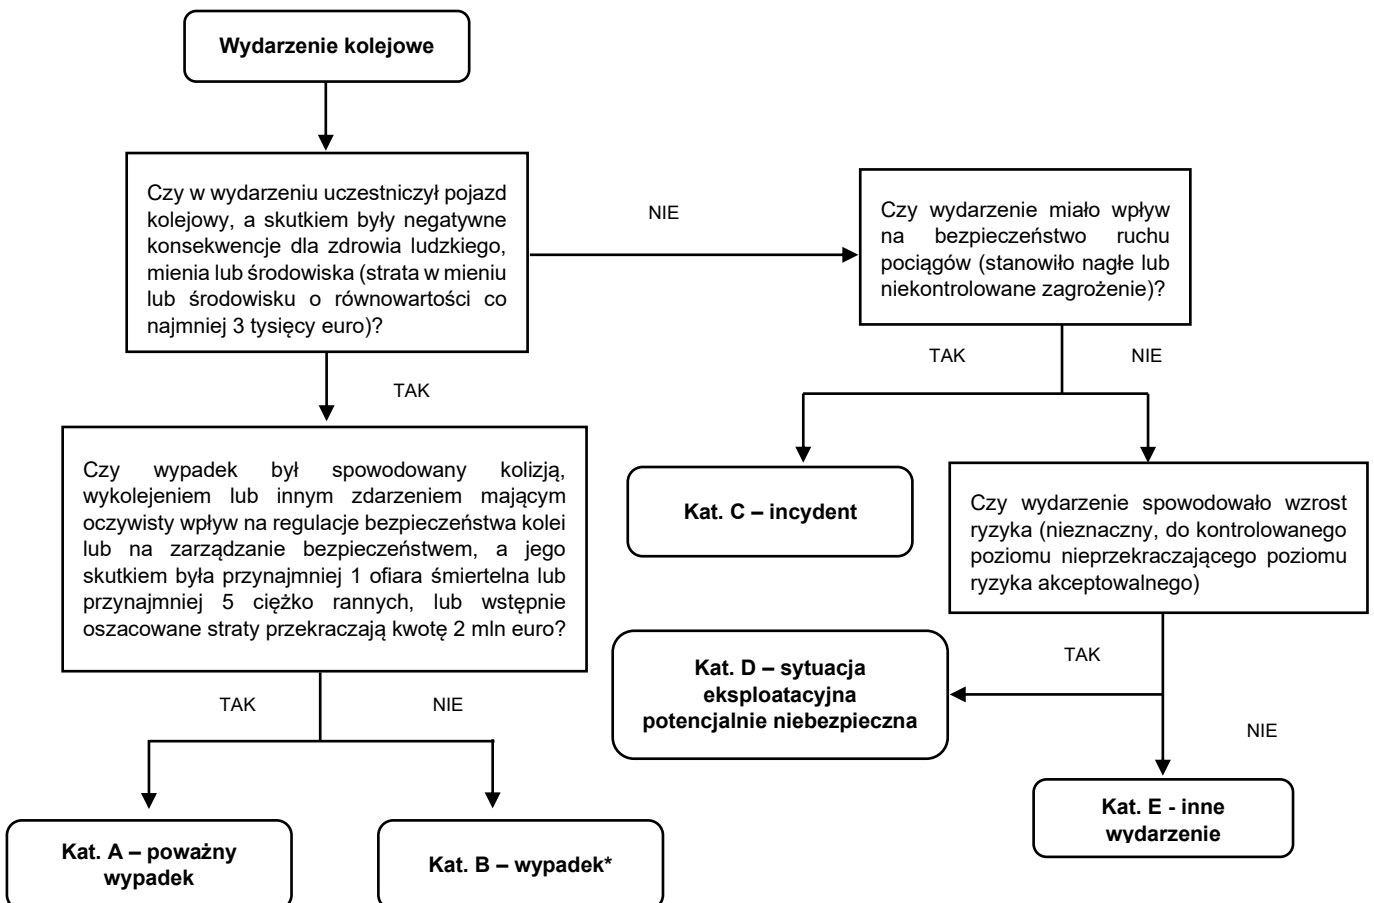 Wydarzenie kolejowe
Czy w wydarzeniu uczestniczył pojazd
kolejowy, a skutkiem były negatywne
konsekwencje dla zdrowia ludzkiego,
mienia lub środowiska (strata w mieniu
lub środowisku o równowartości co
najmniej 3 tysięcy euro)?
NIE
Czy wydarzenie miało wpływ
na bezpieczeństwo ruchu
pociągów (stanowiło nagłe lub
niekontrolowane zagrożenie)?
TAK
NIE
TAK
Czy wypadek był spowodowany kolizją,
wykolejeniem lub innym zdarzeniem mającym
oczywisty wpływ na regulacje bezpieczeństwa kolei
lub na zarządzanie bezpieczeństwem, a jego
skutkiem była przynajmniej 1 ofiara śmiertelna lub
przynajmniej 5 ciężko rannych, lub wstępnie
oszacowane straty przekraczają kwotę 2 mln euro?
Kat. C – incydent
Czy wydarzenie spowodowało wzrost
ryzyka (nieznaczny, do kontrolowanego
poziomu nieprzekraczającego poziomu
ryzyka akceptowalnego)
TAK
NIE
Kat. D – sytuacja
eksploatacyjna
potencjalnie niebezpieczna
TAK
NIE
Kat. A – poważny
wypadek
Kat. B – wypadek*
Kat. E - inne
wydarzenie